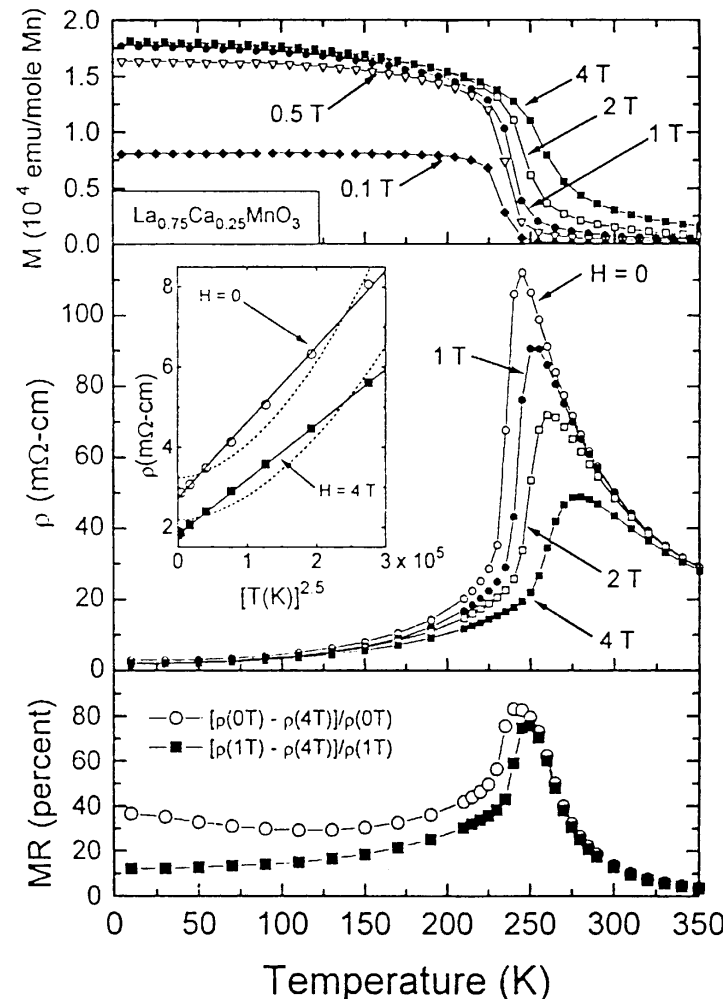 2.0
1.5
1.0
0.5
0.0
M (10⁴ emu/mole Mn)
4 T
2 T
1 T
0.5 T
0.1 T
La₀.₇₅Ca₀.₂₅MnO₃
100
80
60
40
20
0
ρ (mΩ-cm)
H = 0
1 T
2 T
4 T
8
6
4
2
ρ(mΩ-cm)
H = 0
H = 4 T
0 1 2 3 x 10⁵
[T(K)]²·⁵
80
60
40
20
0
MR (percent)
[ρ(0T) - ρ(4T)]/ρ(0T)
[ρ(1T) - ρ(4T)]/ρ(1T)
0 50 100 150 200 250 300 350
Temperature (K)